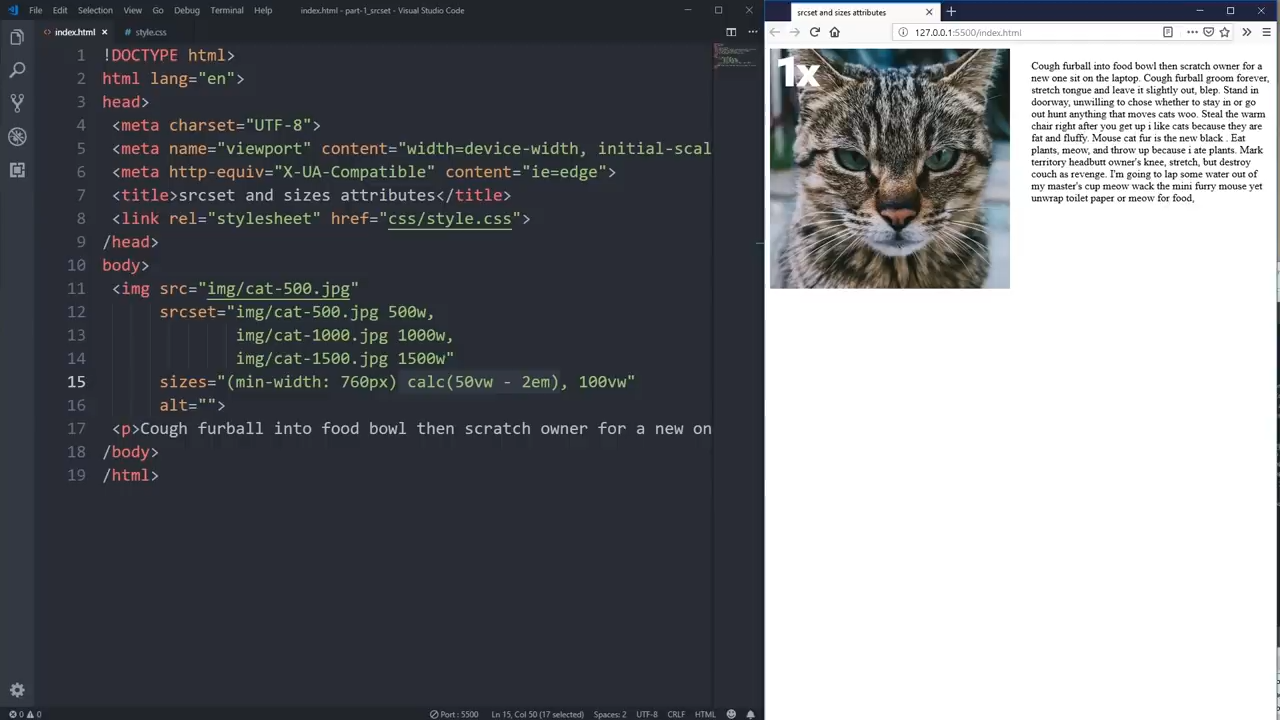 File Edit Selection View Go Debug Terminal Help index.html - part-1_srcset - Visual Studio Code
index.html style.css
DOCTYPE html>
2 html lang="en">
3 head>
4 <meta charset="UTF-8">
5 <meta name="viewport" content="width=device-width, initial-scal
6 <meta http-equiv="X-UA-Compatible" content="ie=edge">
7 <title>srcset and sizes attributes</title>
8 <link rel="stylesheet" href="css/style.css">
9 /head>
10 body>
11 <img src="img/cat-500.jpg"
12 srcset="img/cat-500.jpg 500w,
13 img/cat-1000.jpg 1000w,
14 img/cat-1500.jpg 1500w"
15 sizes="(min-width: 760px) calc(50vw - 2em), 100vw"
16 alt="">
17 <p>Cough furball into food bowl then scratch owner for a new on
18 /body>
19 /html>
0 0 Port : 5500 Ln 15, Col 50 (17 selected) Spaces: 2 UTF-8 CRLF HTML
srcset and sizes attributes
127.0.0.1:5500/index.html
1x
Cough furball into food bowl then scratch owner for a
new one sit on the laptop. Cough furball groom forever,
stretch tongue and leave it slightly out, blep. Stand in
doorway, unwilling to chose whether to stay in or go
out hunt anything that moves cats woo. Steal the warm
chair right after you get up i like cats because they are
fat and fluffy. Mouse cat fur is the new black . Eat
plants, meow, and throw up because i ate plants. Mark
territory headbutt owner's knee, stretch, but destroy
couch as revenge. I'm going to lap some water out of
my master's cup meow wack the mini furry mouse yet
unwrap toilet paper or meow for food,